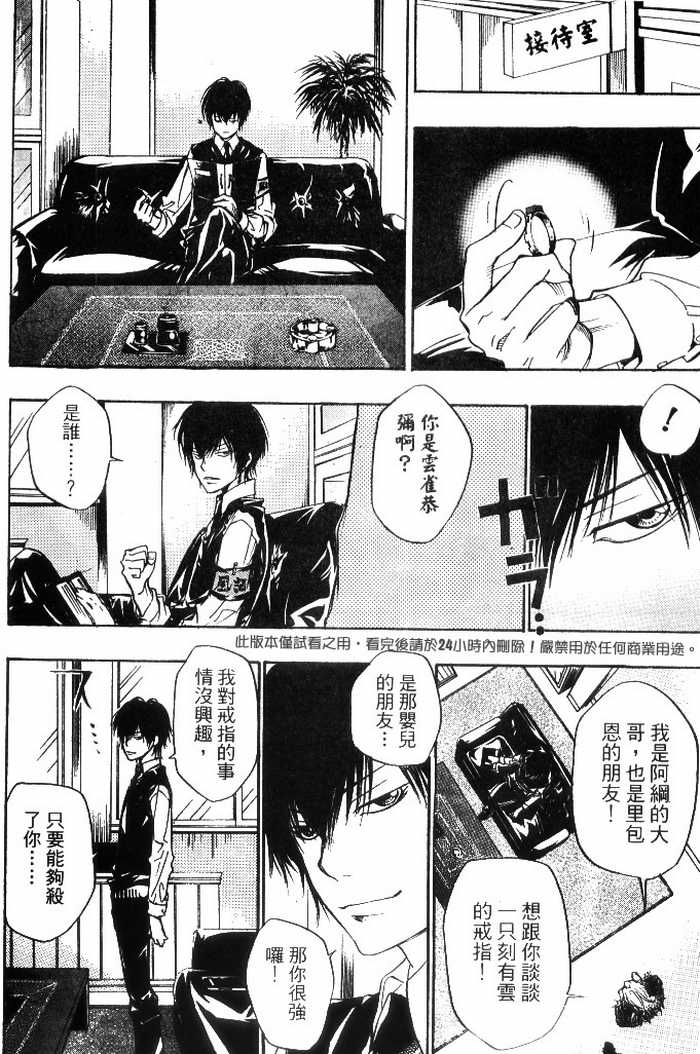 接待室
！
ガラ…
你是雲雀恭
彌啊？
是誰……？
此版本僅試看之用，看完後請於24小時內刪除！嚴禁用於任何商業用途。
我是阿綱的大
哥，也是里包
恩的朋友！
想跟你談談
一只刻有雲
的戒指！
是那嬰兒
的朋友…
那你很強
囉！
我對戒指的事
情沒興趣，
只要能夠殺
了你……